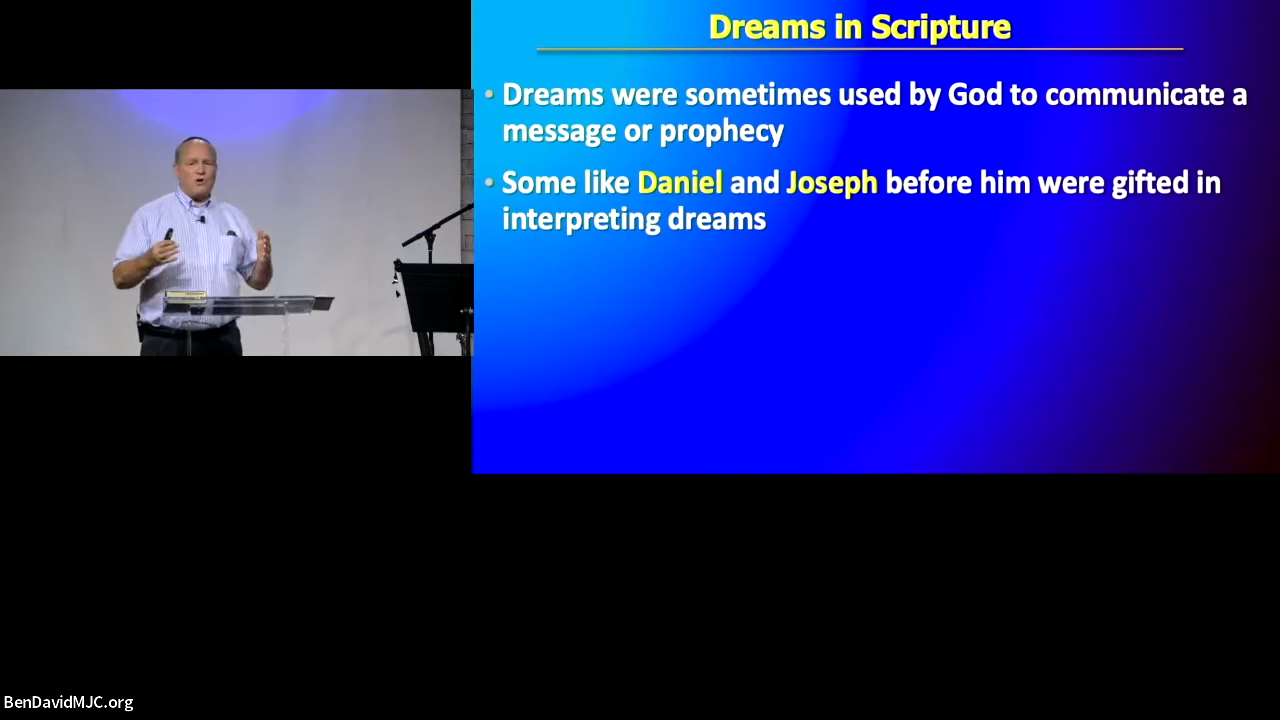 Dreams in Scripture
• Dreams were sometimes used by God to communicate a
message or prophecy
• Some like Daniel and Joseph before him were gifted in
interpreting dreams
BenDavidMJC.org